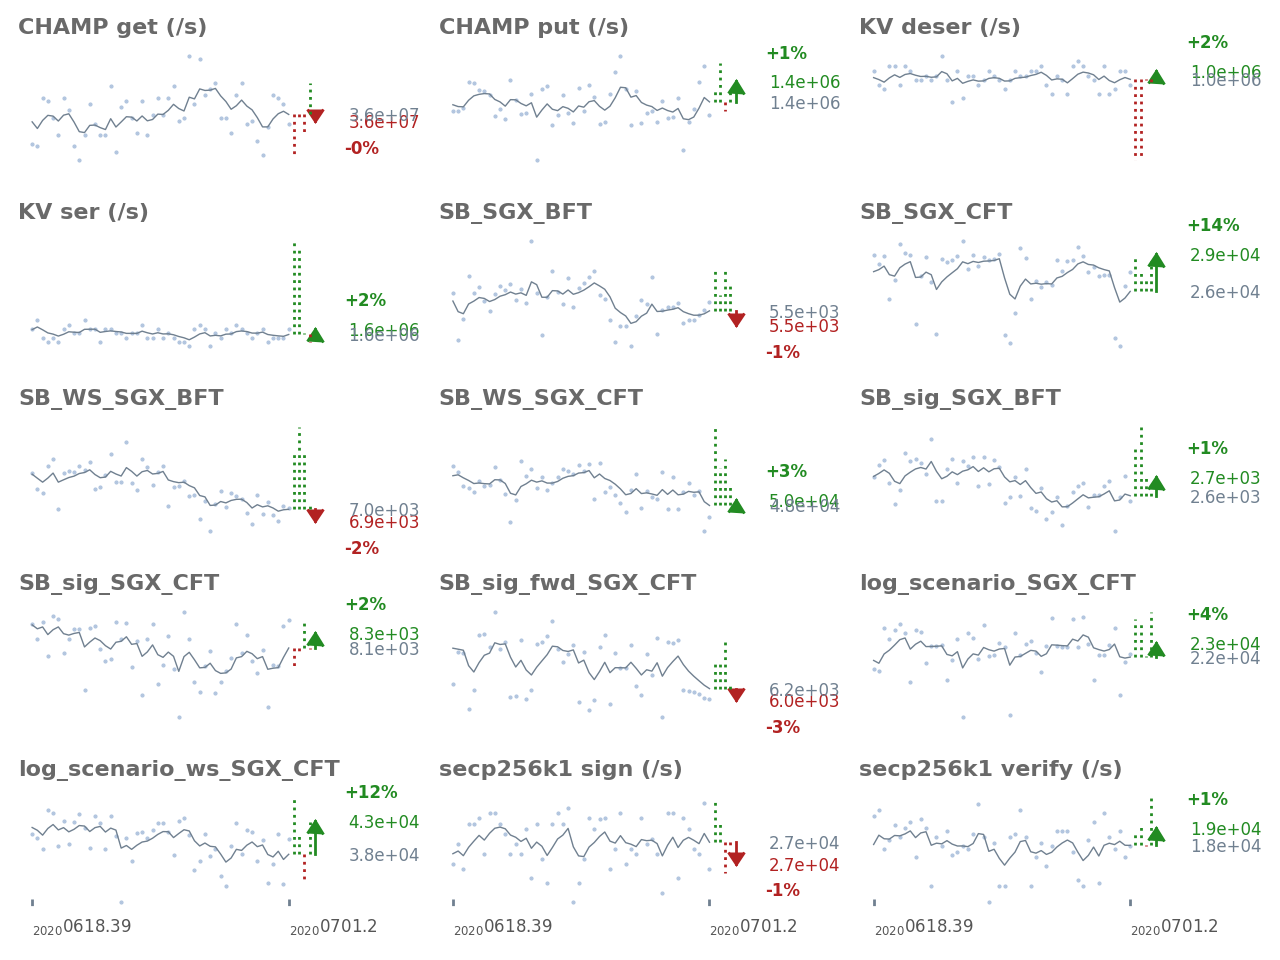 CHAMP get (/s)
3.6e+07
3.6e+07
-0%
CHAMP put (/s)
+1%
1.4e+06
1.4e+06
KV deser (/s)
+2%
1.0e+06
1.0e+06
KV ser (/s)
+2%
1.6e+06
1.6e+06
SB_SGX_BFT
5.5e+03
5.5e+03
-1%
SB_SGX_CFT
+14%
2.9e+04
2.6e+04
SB_WS_SGX_BFT
7.0e+03
6.9e+03
-2%
SB_WS_SGX_CFT
+3%
5.0e+04
4.8e+04
SB_sig_SGX_BFT
+1%
2.7e+03
2.6e+03
SB_sig_SGX_CFT
+2%
8.3e+03
8.1e+03
SB_sig_fwd_SGX_CFT
6.2e+03
6.0e+03
-3%
log_scenario_SGX_CFT
+4%
2.3e+04
2.2e+04
log_scenario_ws_SGX_CFT
+12%
4.3e+04
3.8e+04
secp256k1 sign (/s)
2.7e+04
2.7e+04
-1%
secp256k1 verify (/s)
+1%
1.9e+04
1.8e+04
20200618.39
20200701.2
20200618.39
20200701.2
20200618.39
20200701.2